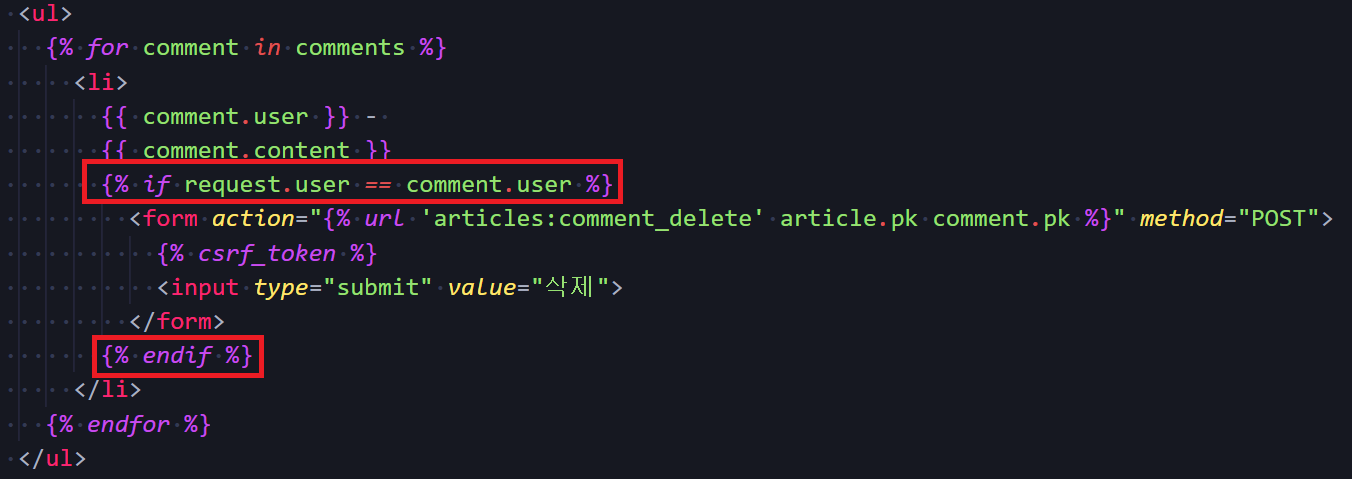 <ul>
{% for comment in comments %}
<li>
{{ comment.user }} -
{{ comment.content }}
{% if request.user == comment.user %}
<form action="{% url 'articles:comment_delete' article.pk comment.pk %}" method="POST">
{% csrf_token %}
<input type="submit" value="삭제">
</form>
{% endif %}
</li>
{% endfor %}
</ul>